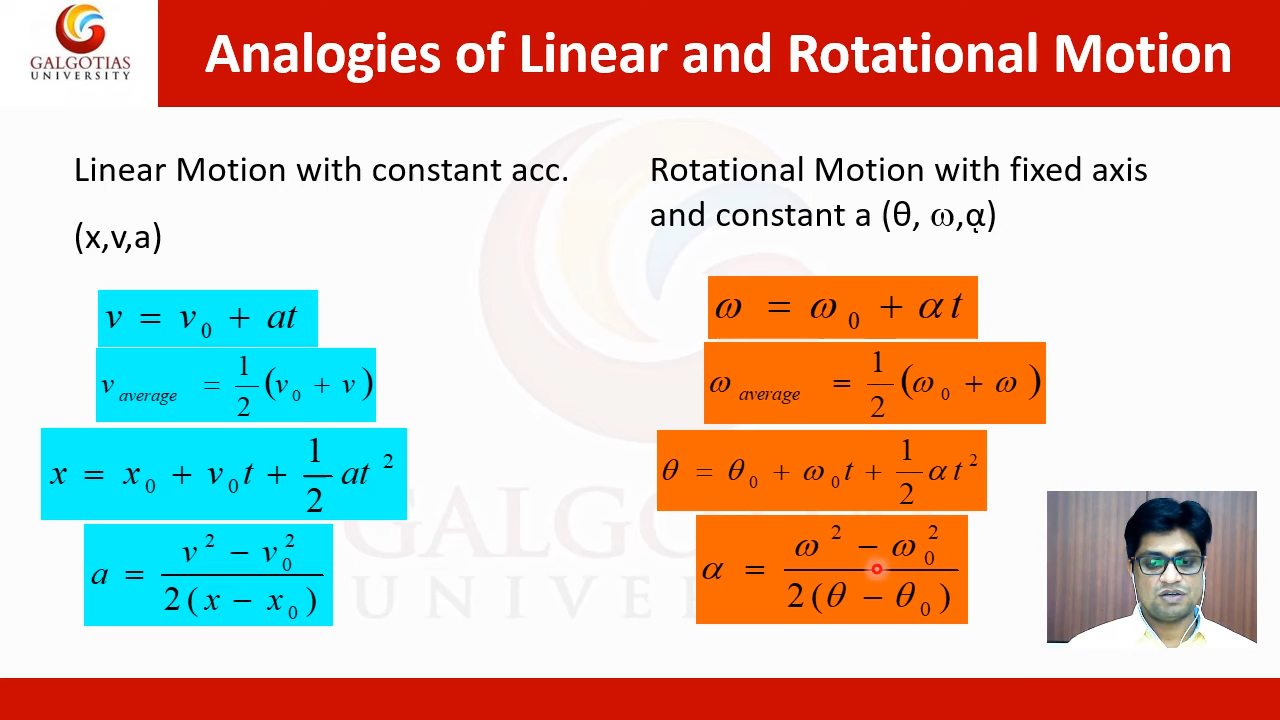 GALGOTIAS
UNIVERSITY
Analogies of Linear and Rotational Motion
Linear Motion with constant acc.
(x,v,a)
v = v₀ + at
v average = 1/2 (v₀ + v)
x = x₀ + v₀t + 1/2 at²
a = (v² − v₀²) / 2(x − x₀)
Rotational Motion with fixed axis
and constant a (θ, ω,ᾳ)
ω = ω₀ + αt
ω average = 1/2 (ω₀ + ω)
θ = θ₀ + ω₀t + 1/2 αt²
α = (ω² − ω₀²) / 2(θ − θ₀)
GALGOTIAS
UNIVERSITY